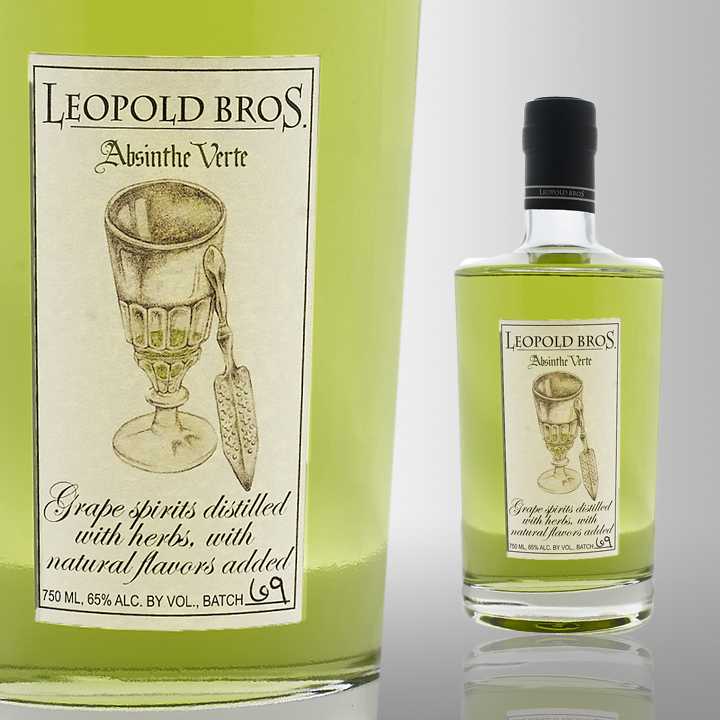 LEOPOLD BROS.
Absinthe Verte
Grape spirits distilled
with herbs, with
natural flavors added
750 ML, 65% ALC. BY VOL., BATCH 69
LEOPOLD BROS
LEOPOLD BROS.
Absinthe Verte
Grape spirits distilled
with herbs, with
natural flavors added
750 ML, 65% ALC. BY VOL., BATCH 69